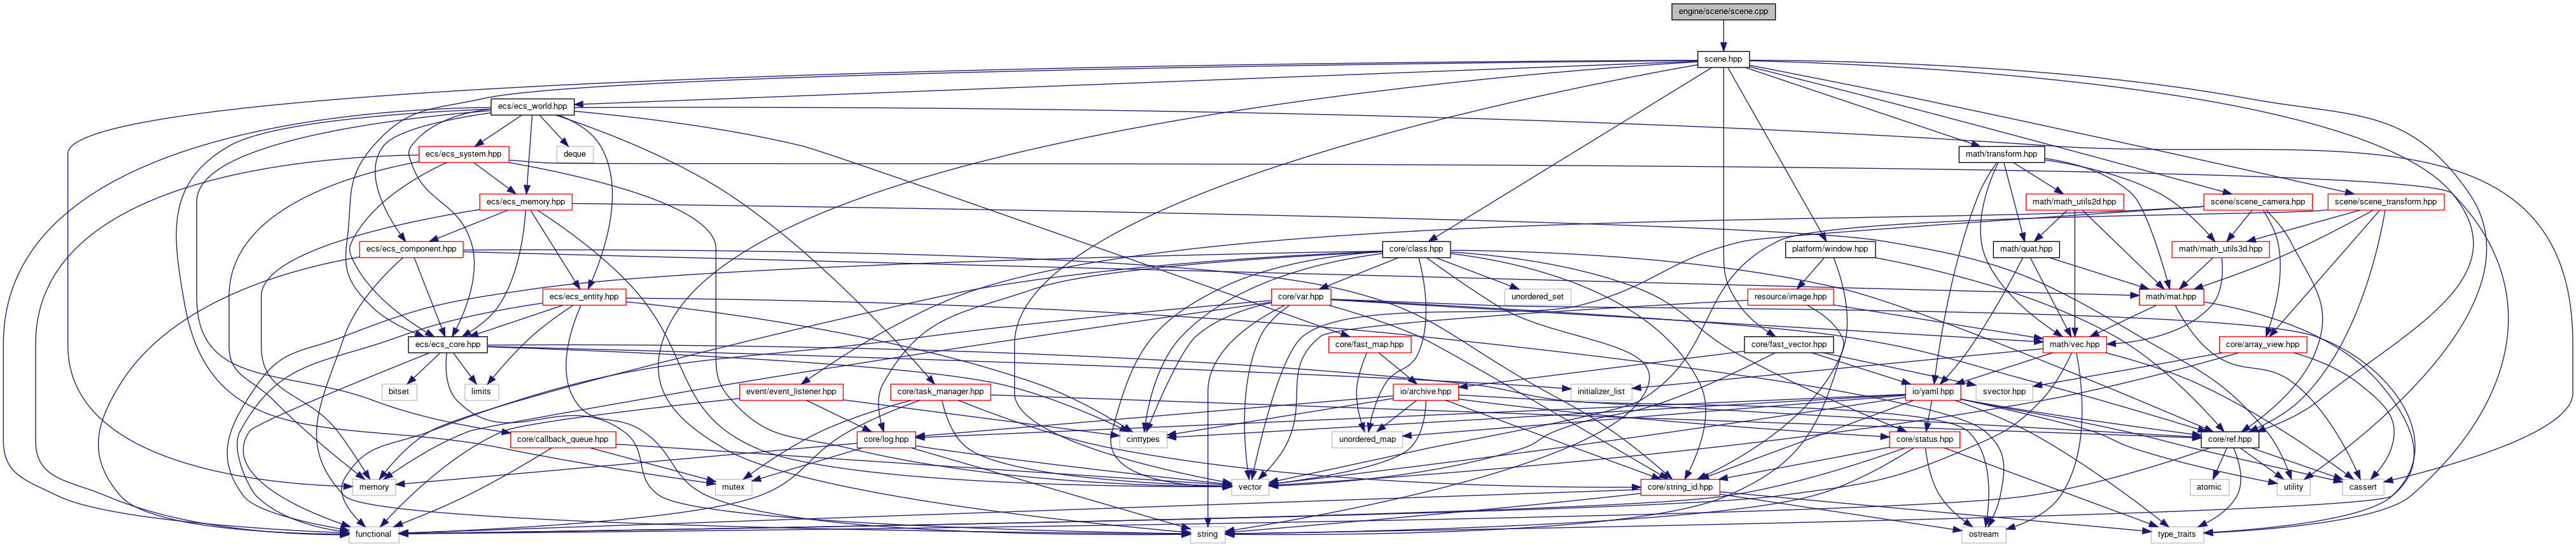 engine/scene/scene.cpp
scene.hpp
ecs/ecs_world.hpp
ecs/ecs_system.hpp
deque
math/transform.hpp
ecs/ecs_memory.hpp
math/math_utils2d.hpp
scene/scene_camera.hpp
scene/scene_transform.hpp
ecs/ecs_component.hpp
core/class.hpp
platform/window.hpp
math/quat.hpp
math/math_utils3d.hpp
ecs/ecs_entity.hpp
core/var.hpp
unordered_set
resource/image.hpp
math/mat.hpp
ecs/ecs_core.hpp
core/fast_map.hpp
core/fast_vector.hpp
math/vec.hpp
core/array_view.hpp
bitset
limits
event/event_listener.hpp
core/task_manager.hpp
io/archive.hpp
initializer_list
io/yaml.hpp
svector.hpp
core/callback_queue.hpp
core/log.hpp
cinttypes
unordered_map
core/status.hpp
core/ref.hpp
memory
mutex
vector
core/string_id.hpp
atomic
utility
cassert
functional
string
ostream
type_traits